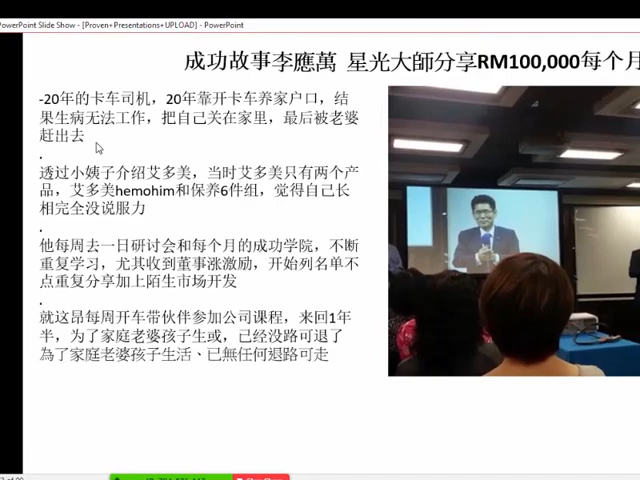 PowerPoint Slide Show - [Proven+Presentations+UPLOAD] - PowerPoint
成功故事李應萬 星光大師分享RM100,000每个月
-20年的卡车司机，20年靠开卡车养家户口，结
果生病无法工作，把自己关在家里，最后被老婆
赶出去
.
透过小姨子介绍艾多美，当时艾多美只有两个产
品，艾多美hemohim和保养6件组，觉得自己长
相完全没说服力
.
他每周去一日研讨会和每个月的成功学院，不断
重复学习，尤其收到董事涨激励，开始列名单不
点重复分享加上陌生市场开发
.
就这昂每周开车带伙伴参加公司课程，来回1年
半，为了家庭老婆孩子生或，己经没路可退了
為了家庭老婆孩子生活、已無任何退路可走